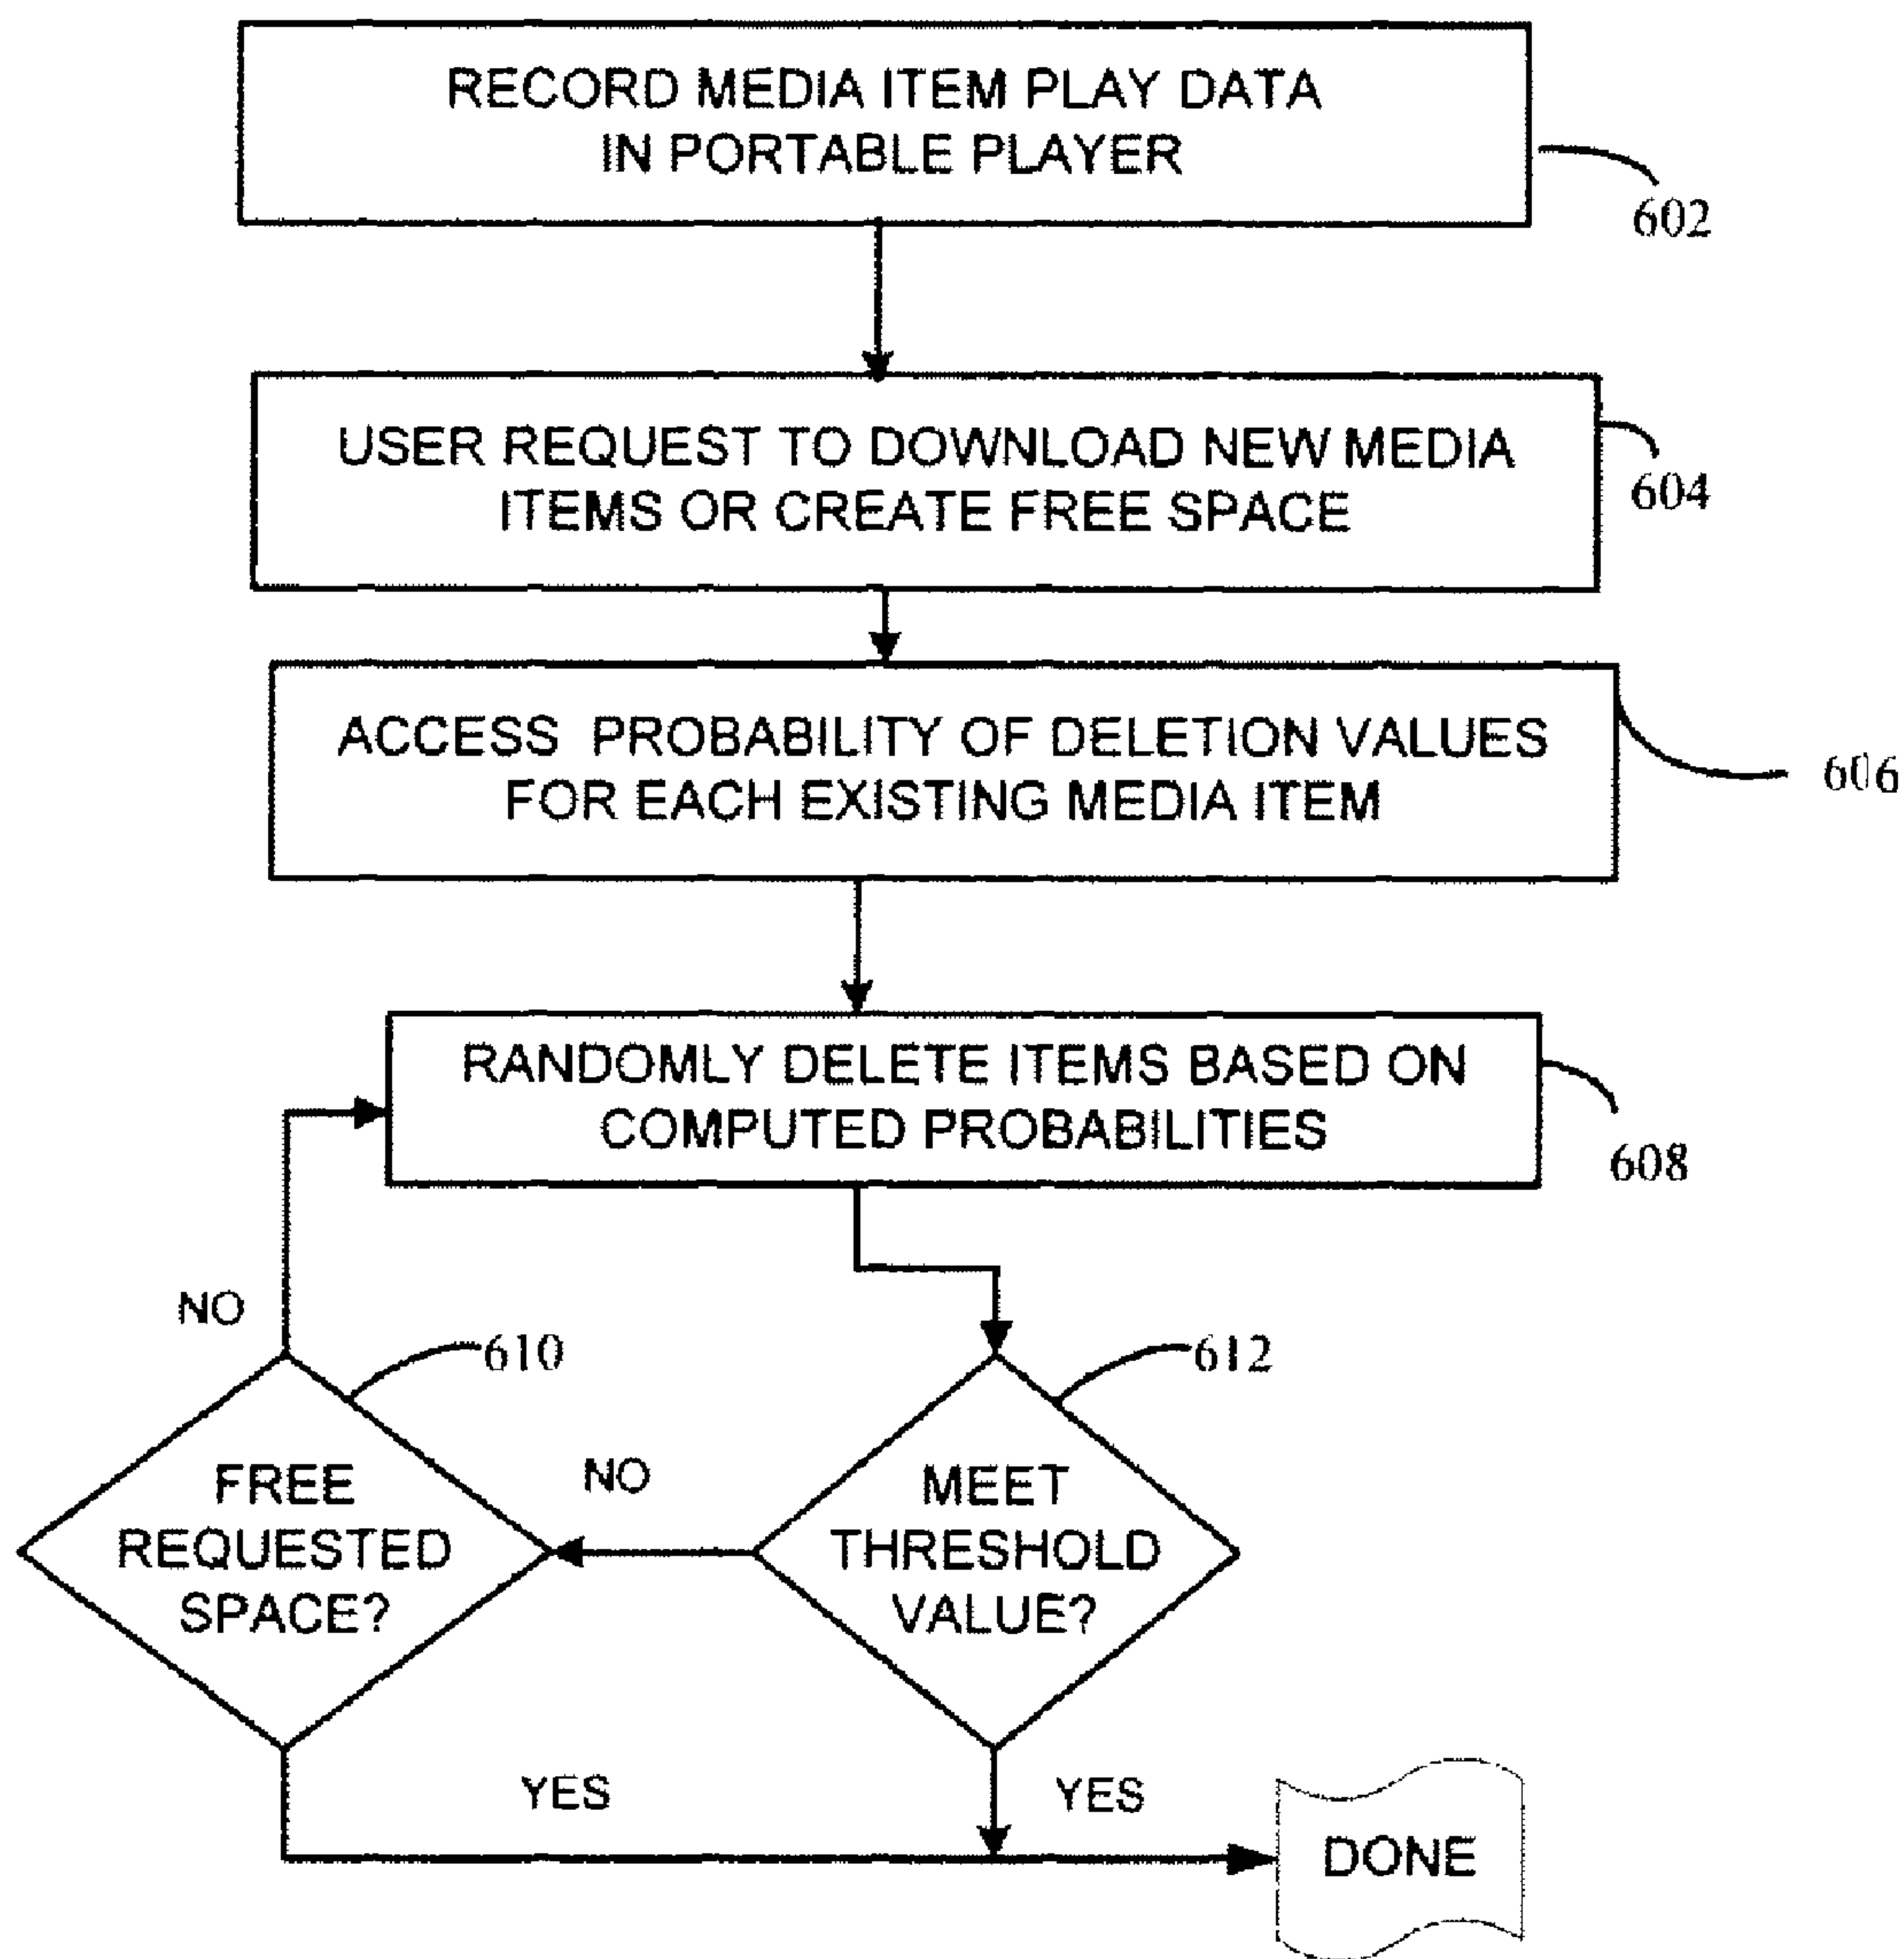 RECORD MEDIA ITEM PLAY DATA
IN PORTABLE PLAYER
602
USER REQUEST TO DOWNLOAD NEW MEDIA
ITEMS OR CREATE FREE SPACE
604
ACCESS PROBABILITY OF DELETION VALUES
FOR EACH EXISTING MEDIA ITEM
606
RANDOMLY DELETE ITEMS BASED ON
COMPUTED PROBABILITIES
608
NO
610
612
FREE
REQUESTED
SPACE?
NO
MEET
THRESHOLD
VALUE?
YES
YES
DONE